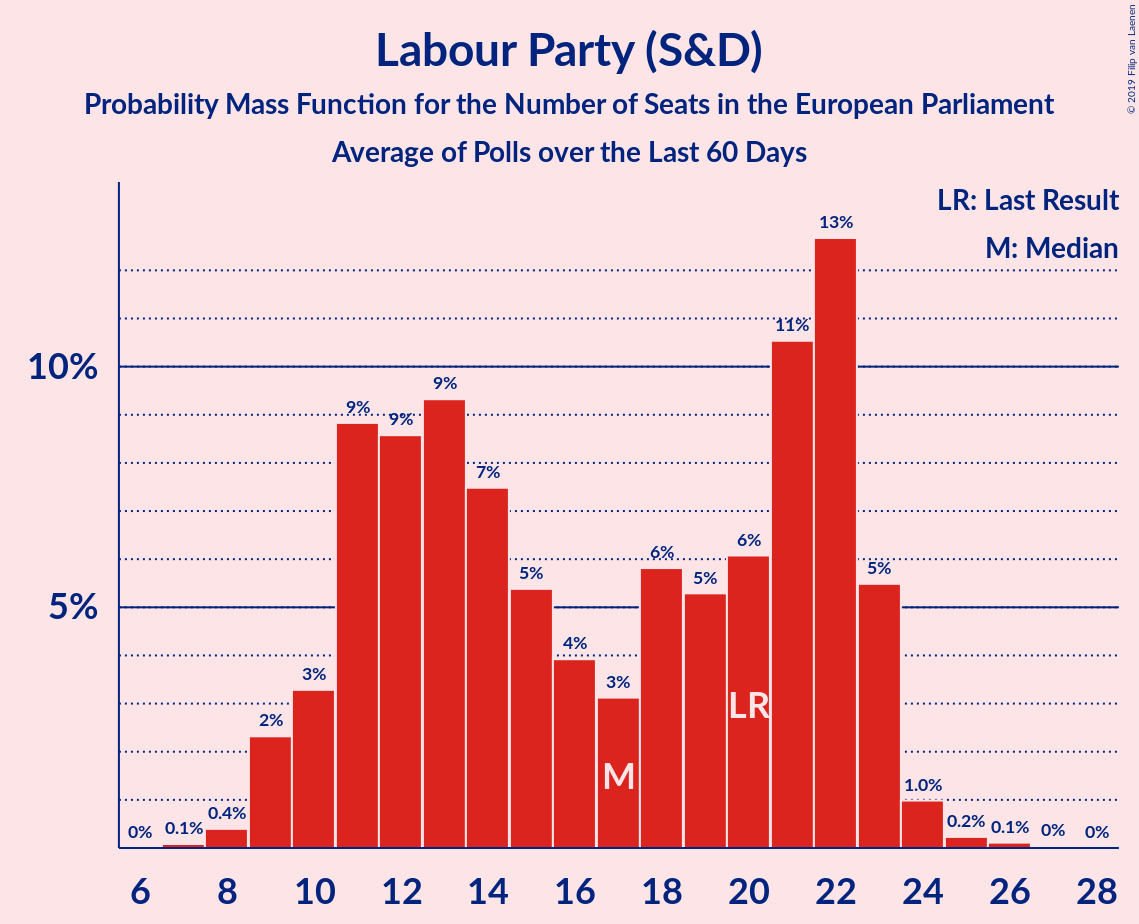 © 2019 Filip van Laenen
Labour Party (S&D)
Probability Mass Function for the Number of Seats in the European Parliament
Average of Polls over the Last 60 Days
LR: Last Result
M: Median
10%
5%
0%
0.1%
0.4%
2%
3%
9%
9%
9%
7%
5%
4%
3%
6%
5%
6%
11%
13%
5%
1.0%
0.2%
0.1%
0%
0%
M
LR
6 8 10 12 14 16 18 20 22 24 26 28